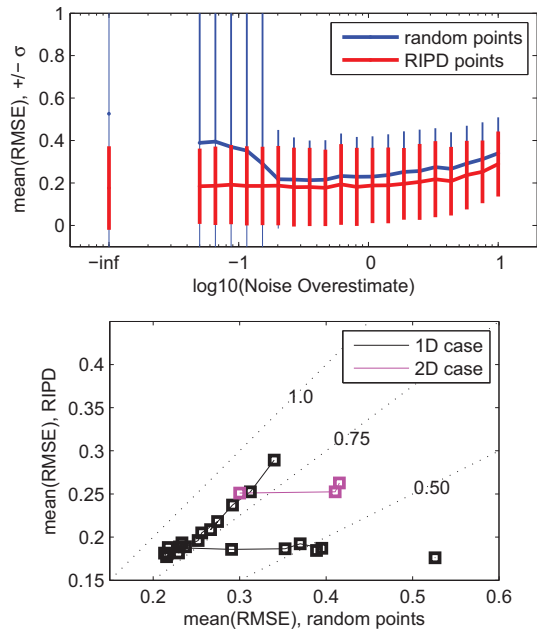 random points
RIPD points
mean(RMSE), +/− σ
1
0.8
0.6
0.4
0.2
0
−inf
−1
0
1
log10(Noise Overestimate)
1D case
2D case
mean(RMSE), RIPD
0.45
0.4
0.35
0.3
0.25
0.2
0.15
1.0
0.75
0.50
0.2
0.3
0.4
0.5
0.6
mean(RMSE), random points